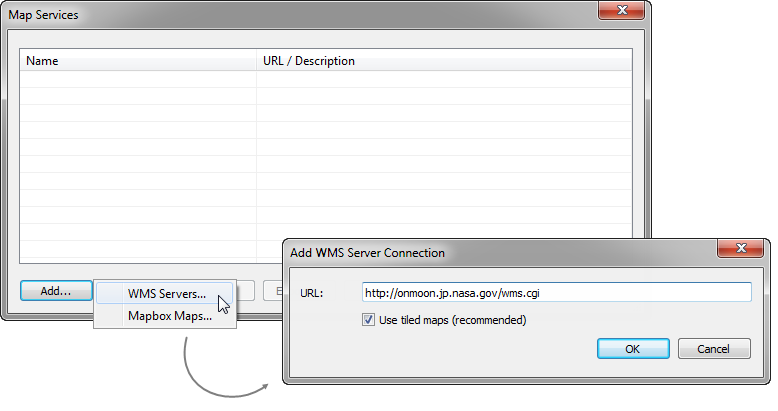 Map Services
Name URL / Description
Add...
WMS Servers...
Mapbox Maps...
Add WMS Server Connection
URL: http://onmoon.jp.nasa.gov/wms.cgi
Use tiled maps (recommended)
OK Cancel